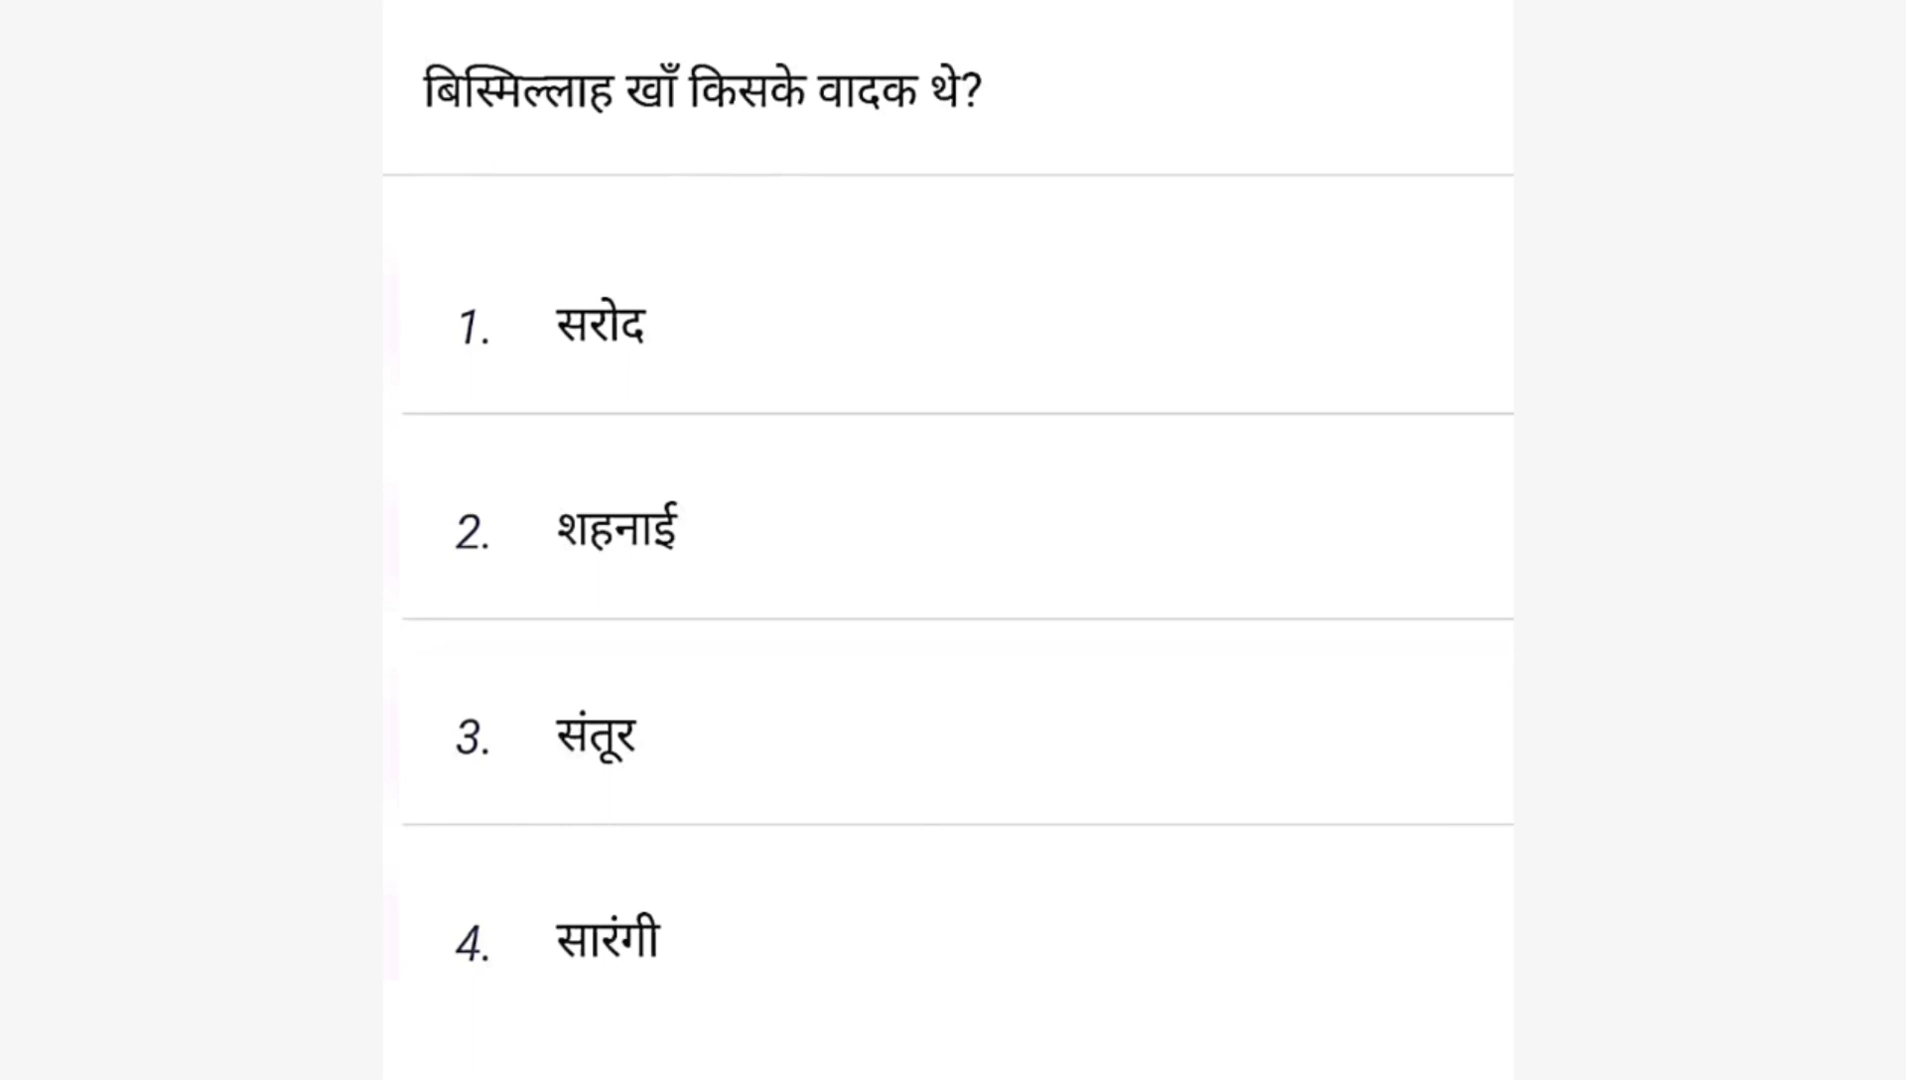 बिस्मिल्लाह खाँ किसके वादक थे?
1. सरोद
2. शहनाई
3. संतूर
4. सारंगी